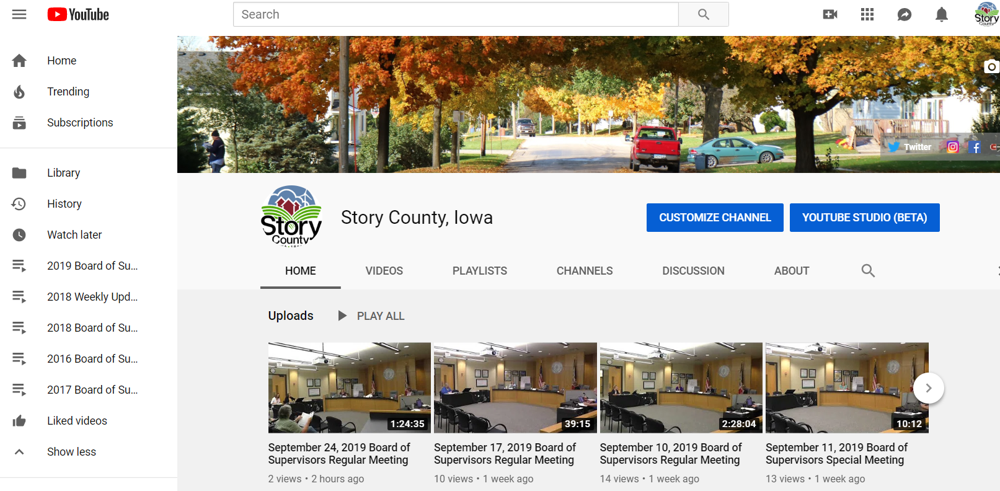 YouTube
Search
Story
County
Home
Trending
Subscriptions
Library
History
Watch later
2019 Board of Su...
2018 Weekly Upd...
2018 Board of Su...
2016 Board of Su...
2017 Board of Su...
Liked videos
Show less
Twitter
Story
County
Story County, Iowa
CUSTOMIZE CHANNEL
YOUTUBE STUDIO (BETA)
HOME
VIDEOS
PLAYLISTS
CHANNELS
DISCUSSION
ABOUT
Uploads
PLAY ALL
1:24:35
September 24, 2019 Board of
Supervisors Regular Meeting
2 views • 2 hours ago
39:15
September 17, 2019 Board of
Supervisors Regular Meeting
10 views • 1 week ago
2:28:04
September 10, 2019 Board of
Supervisors Regular Meeting
14 views • 1 week ago
10:12
September 11, 2019 Board of
Supervisors Special Meeting
13 views • 1 week ago